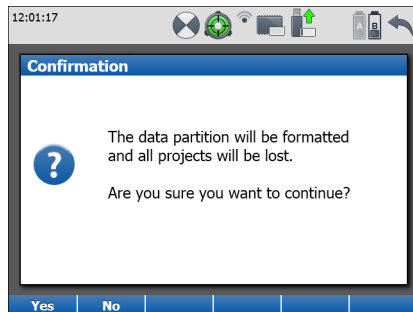 12:01:17
A
B
Confirmation
?
The data partition will be formatted
and all projects will be lost.
Are you sure you want to continue?
Yes No